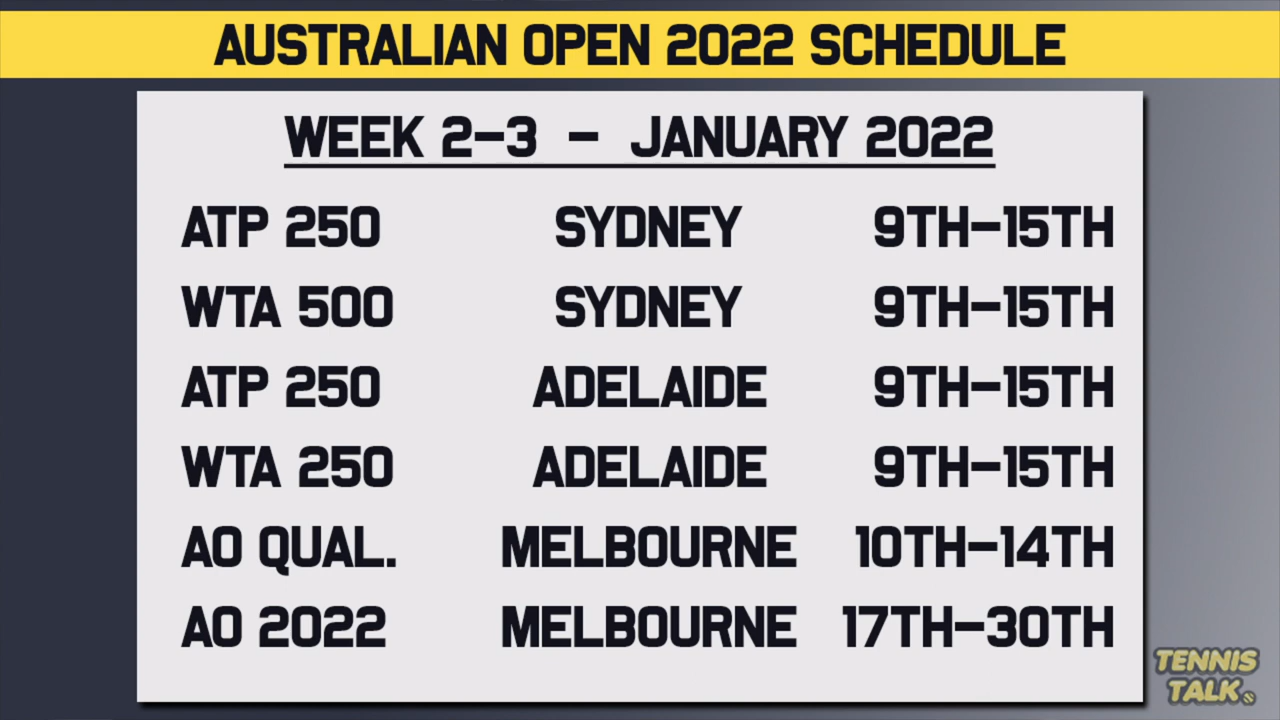 AUSTRALIAN OPEN 2022 SCHEDULE
WEEK 2-3 - JANUARY 2022
ATP 250 SYDNEY 9TH-15TH
WTA 500 SYDNEY 9TH-15TH
ATP 250 ADELAIDE 9TH-15TH
WTA 250 ADELAIDE 9TH-15TH
AO QUAL. MELBOURNE 10TH-14TH
AO 2022 MELBOURNE 17TH-30TH
TENNIS
TALK